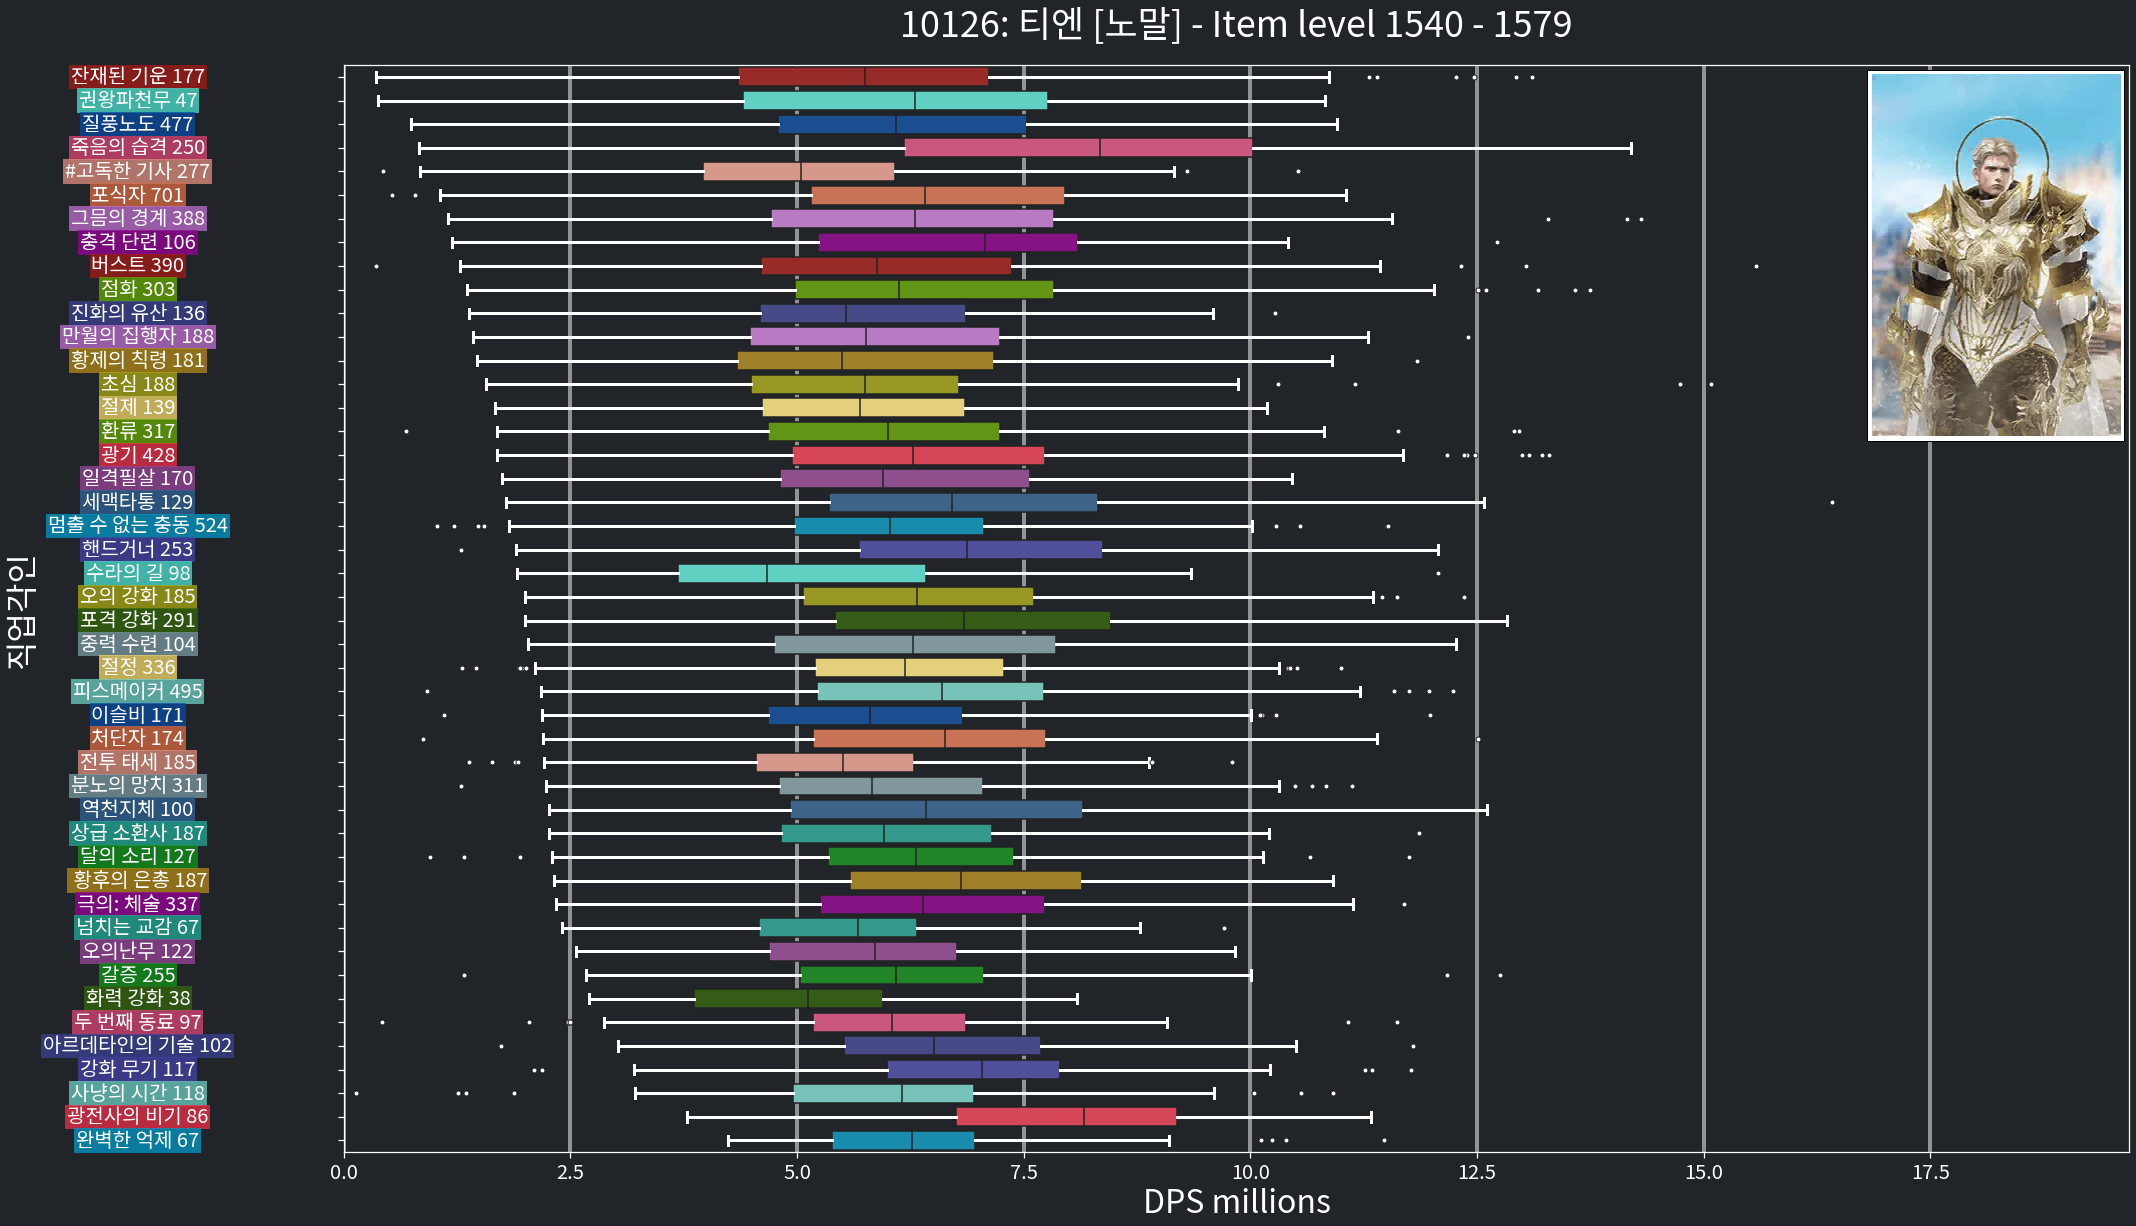 10126: 티엔 [노말] - Item level 1540 - 1579
잔재된 기운 177
권왕파천무 47
질풍노도 477
죽음의 습격 250
#고독한 기사 277
포식자 701
그믐의 경계 388
충격 단련 106
버스트 390
점화 303
진화의 유산 136
만월의 집행자 188
황제의 칙령 181
초심 188
절제 139
환류 317
광기 428
일격필살 170
세맥타통 129
멈출 수 없는 충동 524
핸드거너 253
수라의 길 98
오의 강화 185
포격 강화 291
중력 수련 104
절정 336
피스메이커 495
이슬비 171
처단자 174
전투 태세 185
분노의 망치 311
역천지체 100
상급 소환사 187
달의 소리 127
황후의 은총 187
극의: 체술 337
넘치는 교감 67
오의난무 122
갈증 255
화력 강화 38
두 번째 동료 97
아르데타인의 기술 102
강화 무기 117
사냥의 시간 118
광전사의 비기 86
완벽한 억제 67
직업각인
0.0 2.5 5.0 7.5 10.0 12.5 15.0 17.5
DPS millions